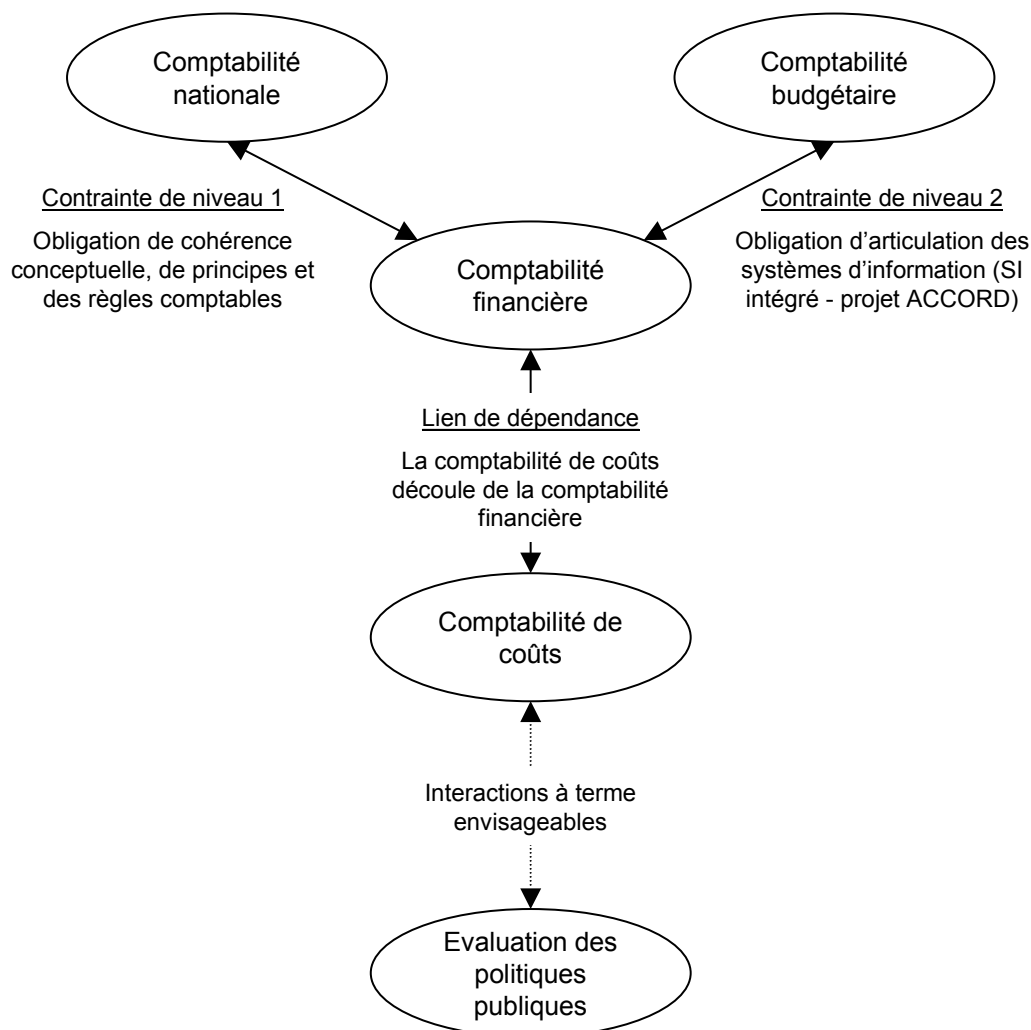 Comptabilité
nationale
Comptabilité
budgétaire
Contrainte de niveau 1
Obligation de cohérence
conceptuelle, de principes et
des règles comptables
Contrainte de niveau 2
Obligation d’articulation des
systèmes d’information (SI
intégré - projet ACCORD)
Comptabilité
financière
Lien de dépendance
La comptabilité de coûts
découle de la comptabilité
financière
Comptabilité de
coûts
Interactions à terme
envisageables
Evaluation des
politiques
publiques